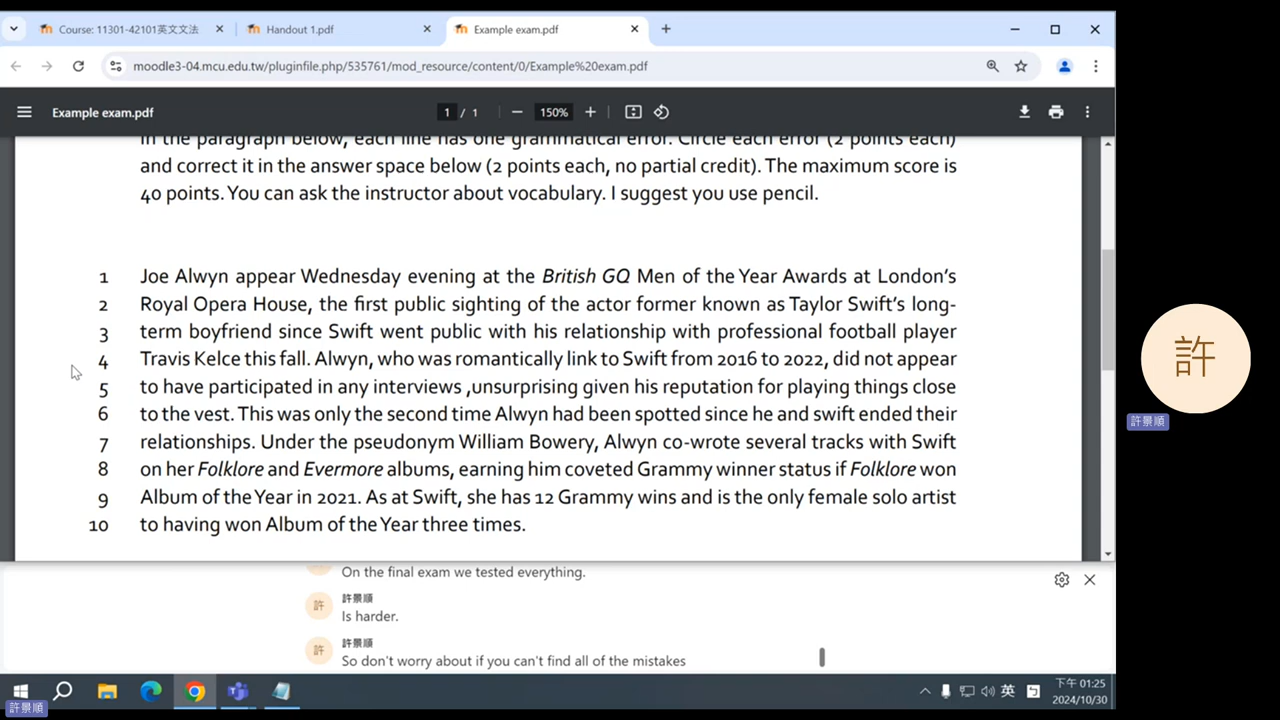 Course: 11301-42101英文文法
Handout 1.pdf
Example exam.pdf
moodle3-04.mcu.edu.tw/pluginfile.php/535761/mod_resource/content/0/Example%20exam.pdf
Example exam.pdf
1 / 1
150%
In the paragraph below, each line has one grammatical error. Circle each error (2 points each)
and correct it in the answer space below (2 points each, no partial credit). The maximum score is
40 points. You can ask the instructor about vocabulary. I suggest you use pencil.
1 Joe Alwyn appear Wednesday evening at the British GQ Men of the Year Awards at London's
2 Royal Opera House, the first public sighting of the actor former known as Taylor Swift's long-
3 term boyfriend since Swift went public with his relationship with professional football player
4 Travis Kelce this fall. Alwyn, who was romantically link to Swift from 2016 to 2022, did not appear
5 to have participated in any interviews ,unsurprising given his reputation for playing things close
6 to the vest. This was only the second time Alwyn had been spotted since he and swift ended their
7 relationships. Under the pseudonym William Bowery, Alwyn co-wrote several tracks with Swift
8 on her Folklore and Evermore albums, earning him coveted Grammy winner status if Folklore won
9 Album of the Year in 2021. As at Swift, she has 12 Grammy wins and is the only female solo artist
10 to having won Album of the Year three times.
許
許景順
On the final exam we tested everything.
許景順
許
Is harder.
許景順
許
So don't worry about if you can't find all of the mistakes
英
下午 01:25
2024/10/30
許景順